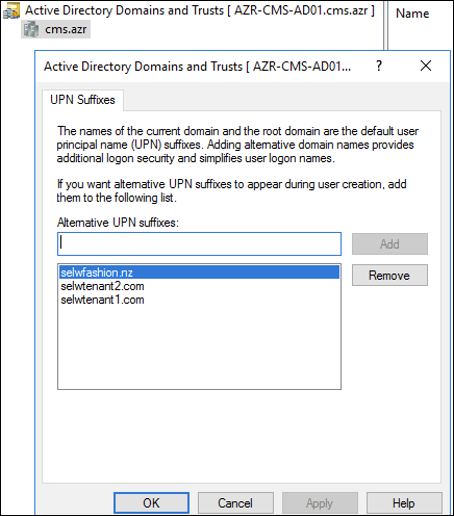 Active Directory Domains and Trusts [ AZR-CMS-AD01.cms.azr ]
Name
cms.azr
Active Directory Domains and Trusts [ AZR-CMS-AD01... ? ×
UPN Suffixes
The names of the current domain and the root domain are the default user
principal name (UPN) suffixes. Adding alternative domain names provides
additional logon security and simplifies user logon names.
If you want alternative UPN suffixes to appear during user creation, add
them to the following list.
Alternative UPN suffixes:
Add
selwfashion.nz
Remove
selwtenant2.com
selwtenant1.com
OK Cancel Apply Help